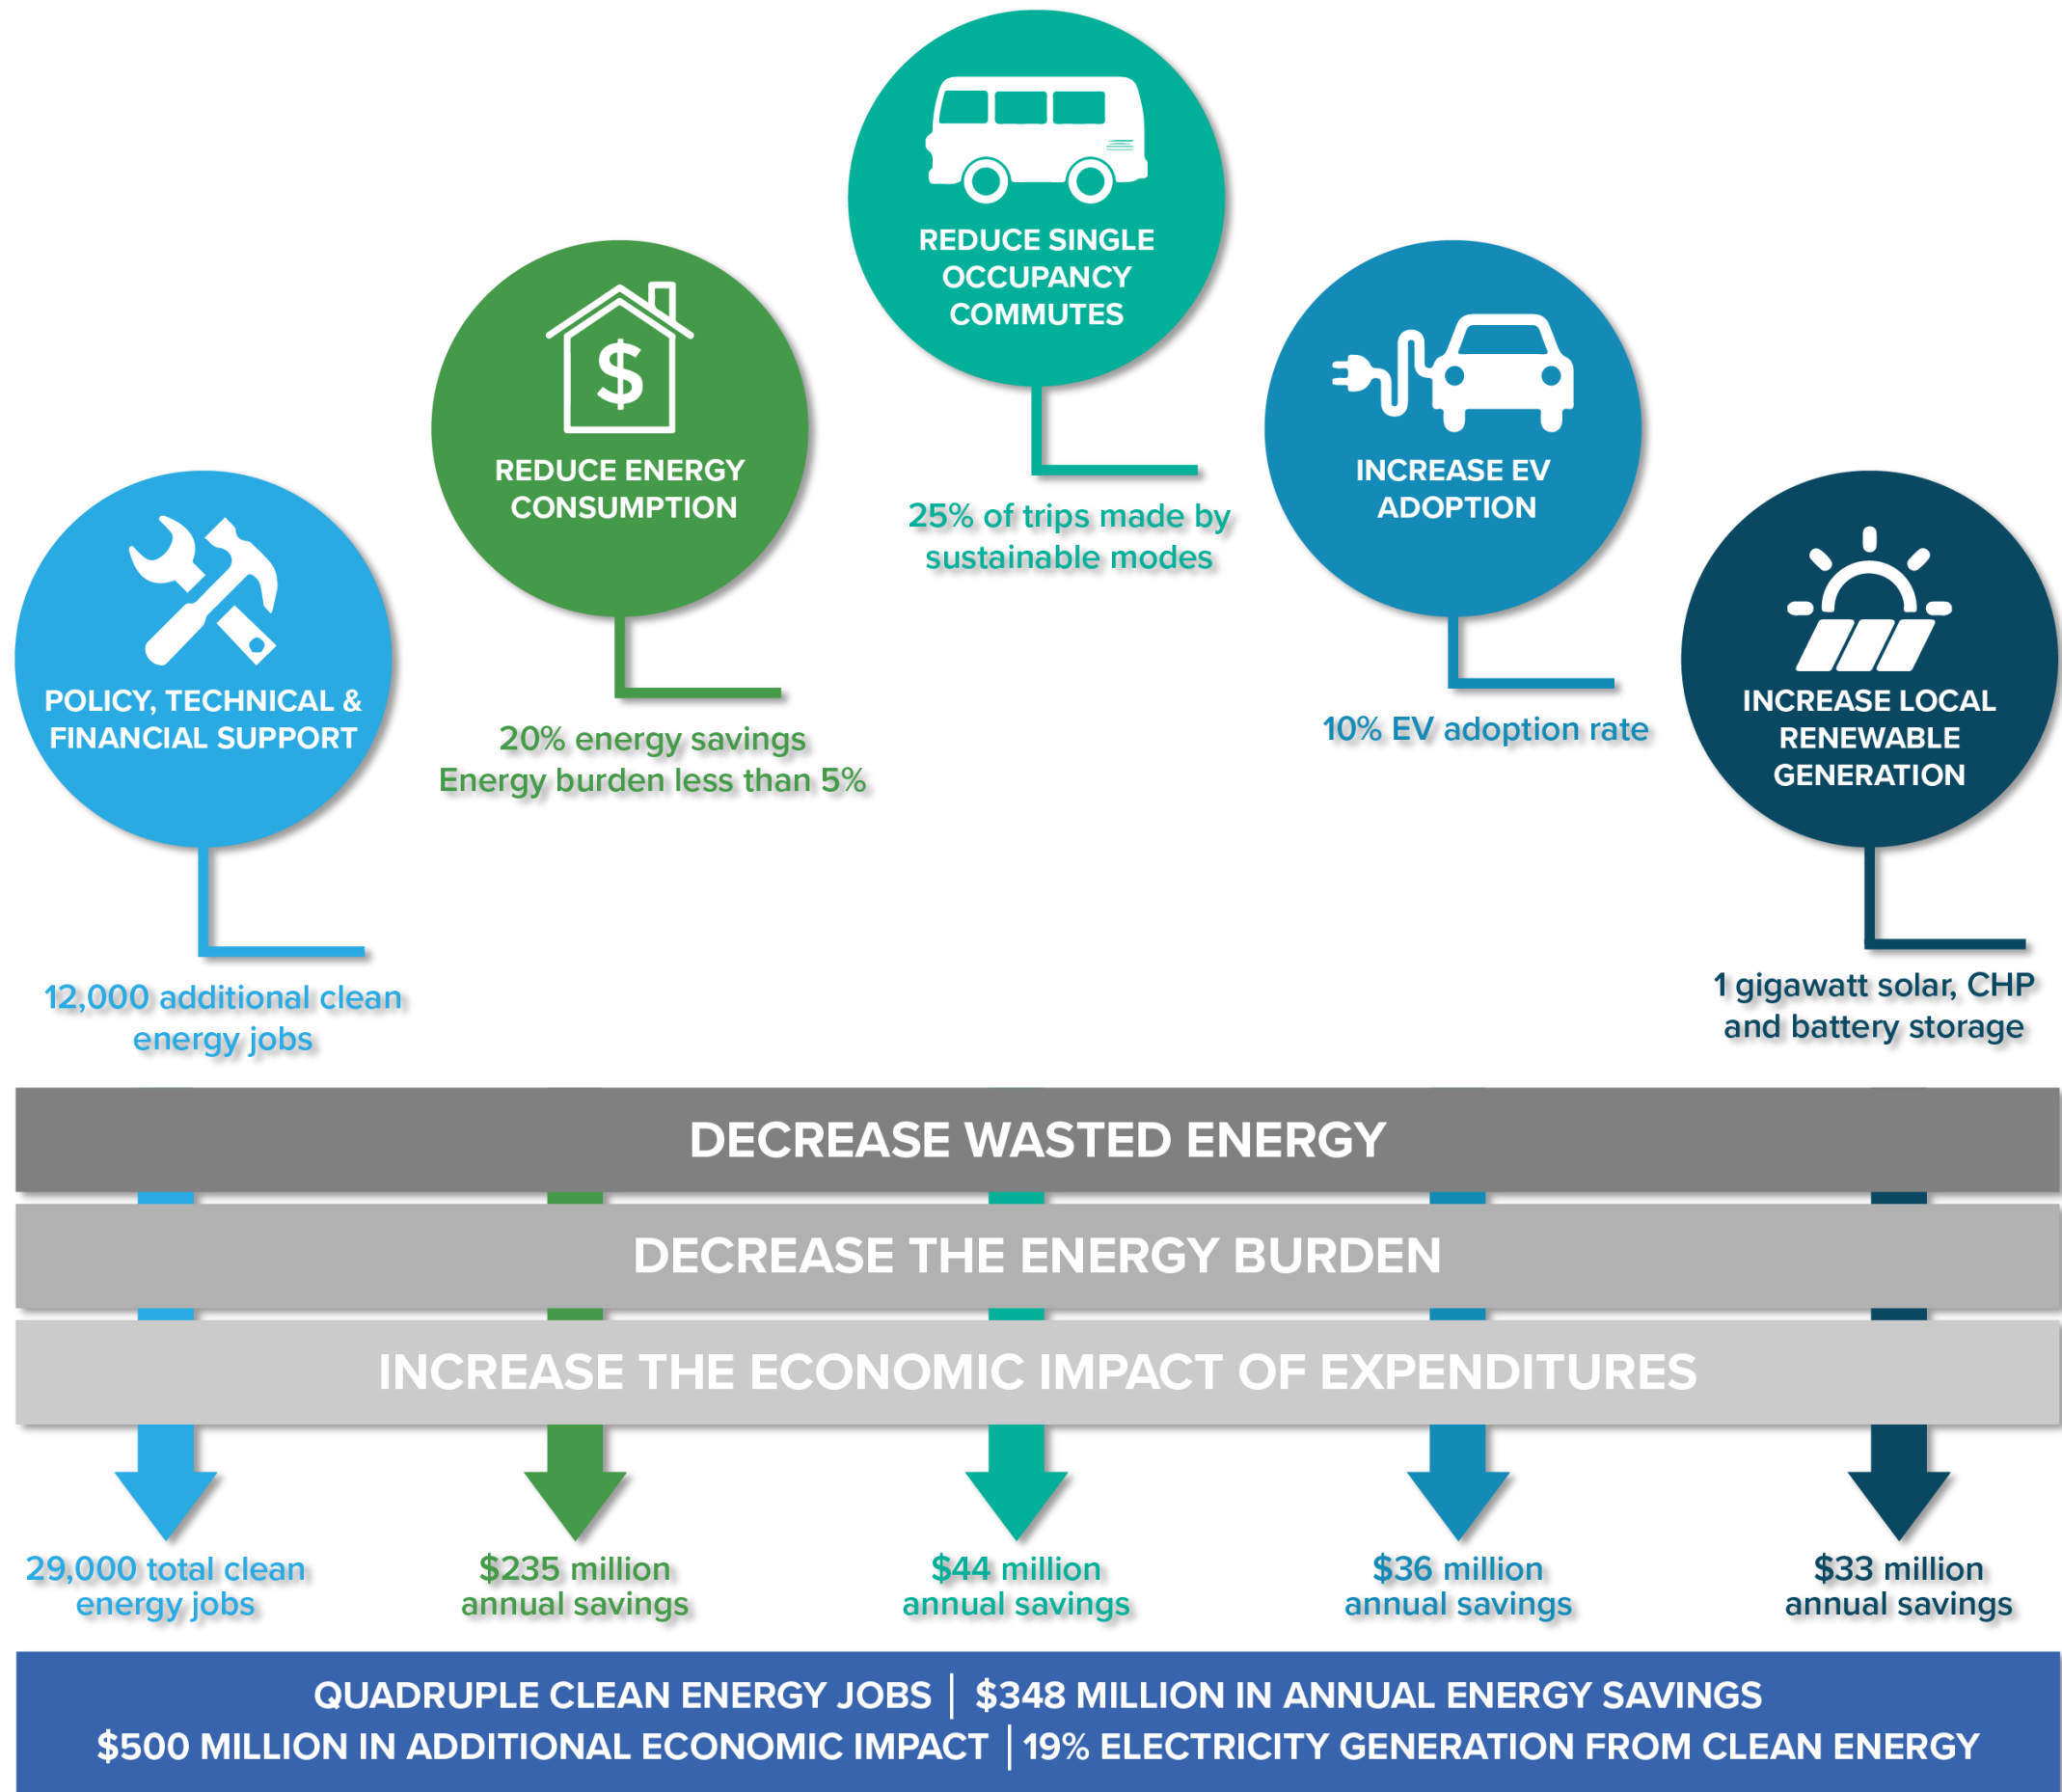 REDUCE SINGLE
OCCUPANCY
COMMUTES
25% of trips made by
sustainable modes
$
REDUCE ENERGY
CONSUMPTION
20% energy savings
Energy burden less than 5%
INCREASE EV
ADOPTION
10% EV adoption rate
POLICY, TECHNICAL &
FINANCIAL SUPPORT
12,000 additional clean
energy jobs
INCREASE LOCAL
RENEWABLE
GENERATION
1 gigawatt solar, CHP
and battery storage
DECREASE WASTED ENERGY
DECREASE THE ENERGY BURDEN
INCREASE THE ECONOMIC IMPACT OF EXPENDITURES
29,000 total clean
energy jobs
$235 million
annual savings
$44 million
annual savings
$36 million
annual savings
$33 million
annual savings
QUADRUPLE CLEAN ENERGY JOBS | $348 MILLION IN ANNUAL ENERGY SAVINGS
$500 MILLION IN ADDITIONAL ECONOMIC IMPACT | 19% ELECTRICITY GENERATION FROM CLEAN ENERGY